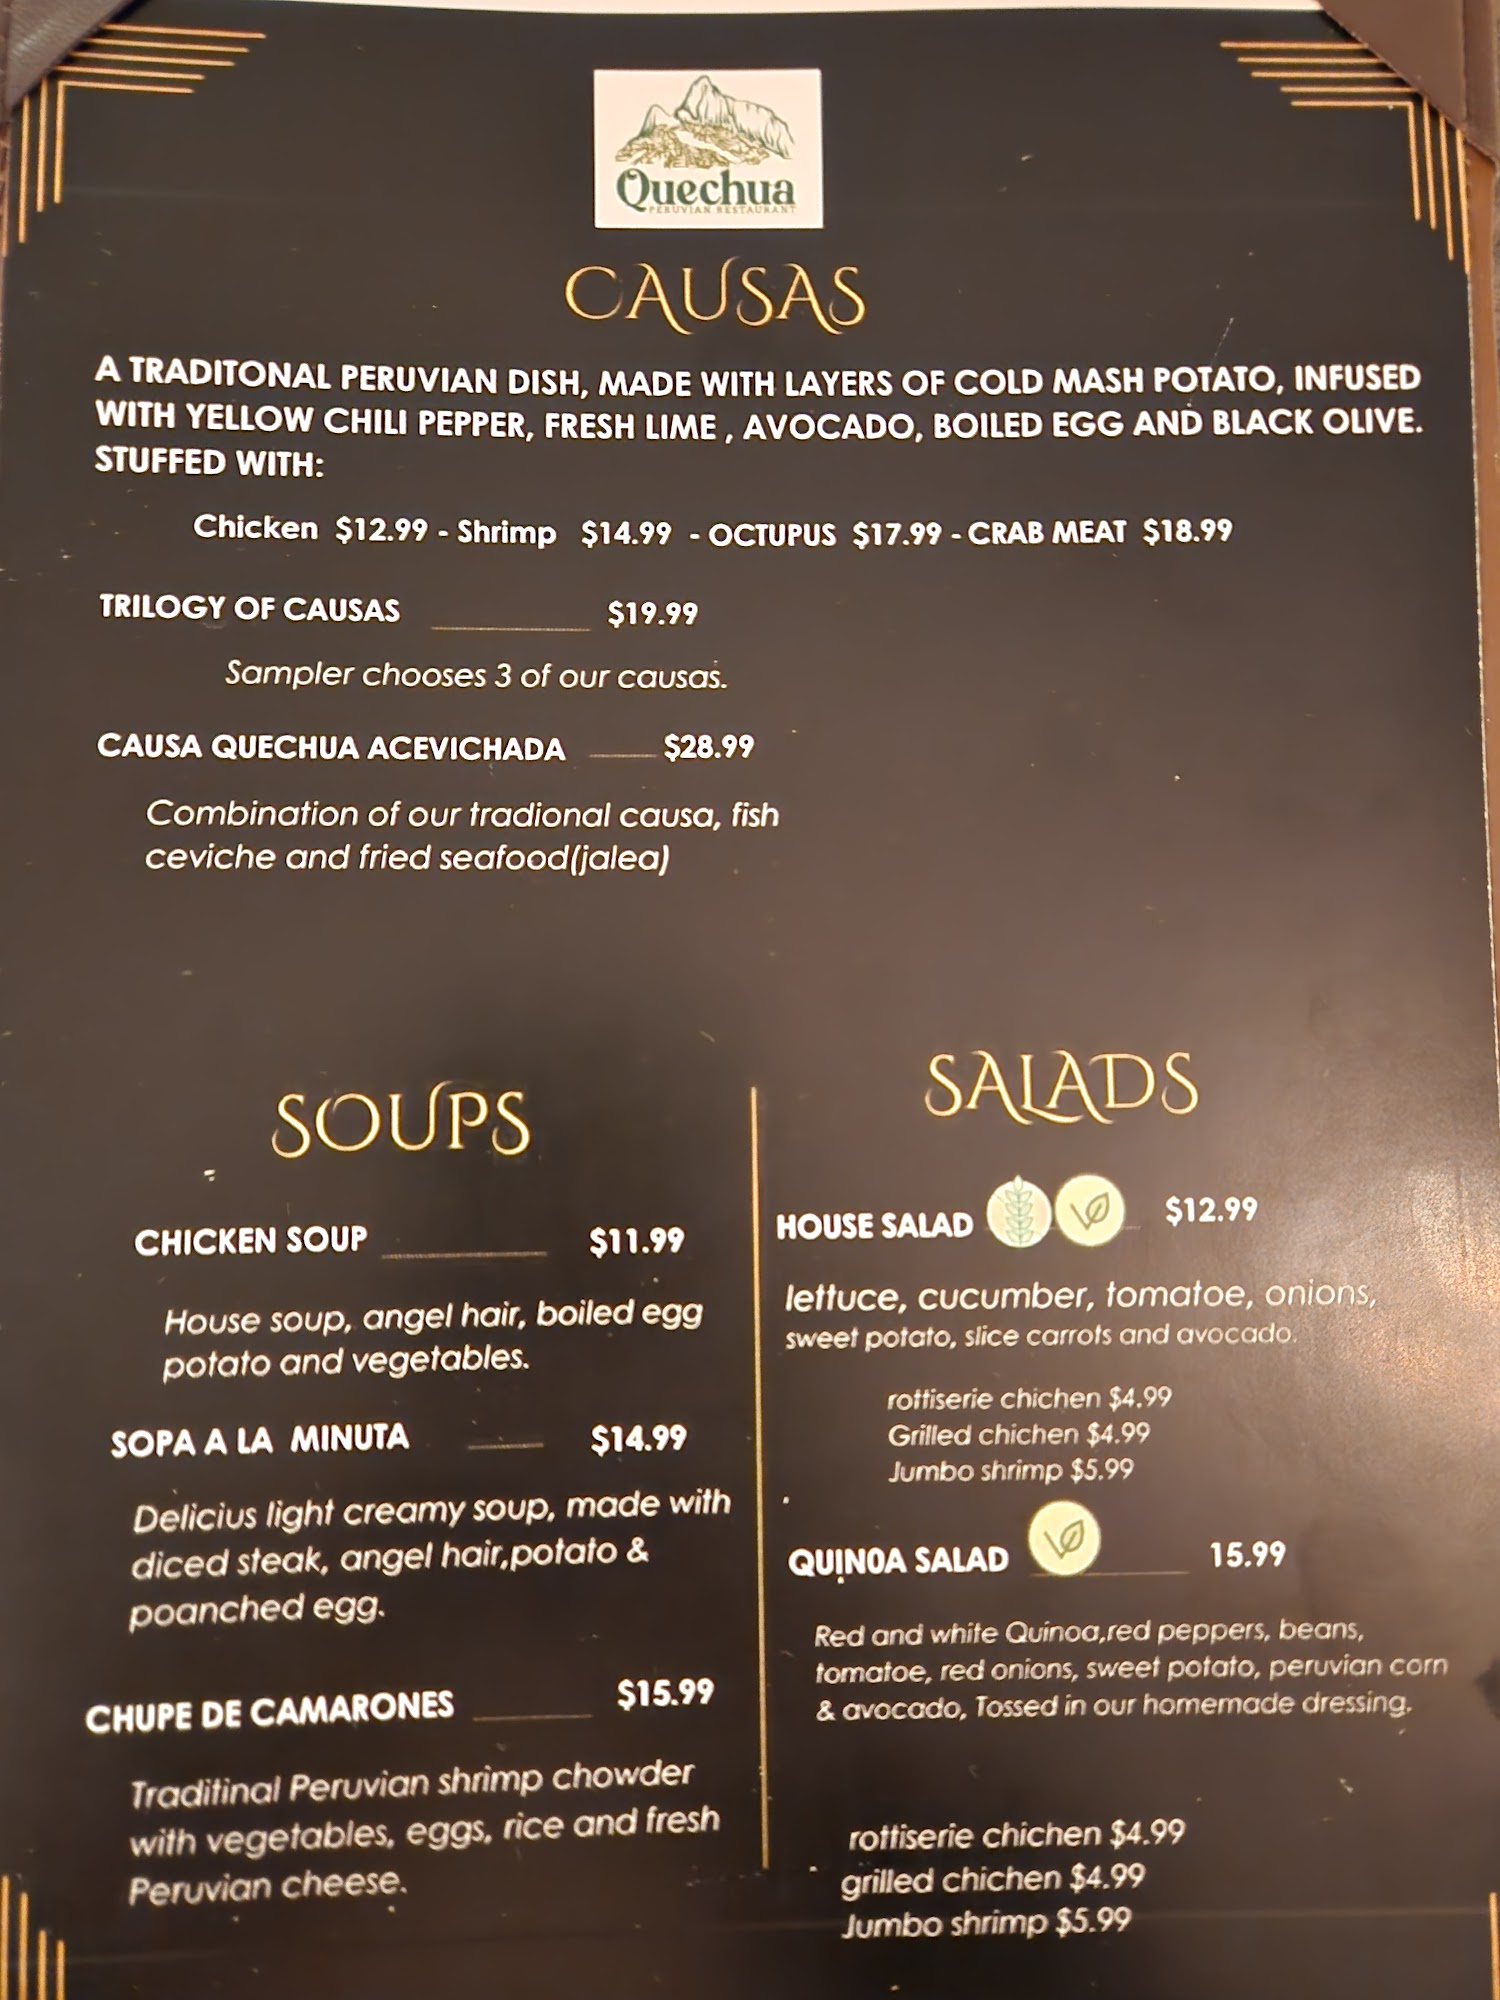 Quechua
PERUVIAN RESTAURANT
CAUSAS
A TRADITONAL PERUVIAN DISH, MADE WITH LAYERS OF COLD MASH POTATO, INFUSED
WITH YELLOW CHILI PEPPER, FRESH LIME , AVOCADO, BOILED EGG AND BLACK OLIVE.
STUFFED WITH:
Chicken $12.99 - Shrimp $14.99 - OCTUPUS $17.99 - CRAB MEAT $18.99
TRILOGY OF CAUSAS $19.99
Sampler chooses 3 of our causas.
CAUSA QUECHUA ACEVICHADA $28.99
Combination of our tradional causa, fish
ceviche and fried seafood(jalea)
SOUPS
CHICKEN SOUP $11.99
House soup, angel hair, boiled egg
potato and vegetables.
SOPA A LA MINUTA $14.99
Delicius light creamy soup, made with
diced steak, angel hair,potato &
poanched egg.
CHUPE DE CAMARONES $15.99
Traditinal Peruvian shrimp chowder
with vegetables, eggs, rice and fresh
Peruvian cheese.
SALADS
HOUSE SALAD $12.99
lettuce, cucumber, tomatoe, onions,
sweet potato, slice carrots and avocado.
rottiserie chichen $4.99
Grilled chichen $4.99
Jumbo shrimp $5.99
QUINOA SALAD 15.99
Red and white Quinoa,red peppers, beans,
tomatoe, red onions, sweet potato, peruvian corn
& avocado, Tossed in our homemade dressing.
rottiserie chichen $4.99
grilled chichen $4.99
Jumbo shrimp $5.99